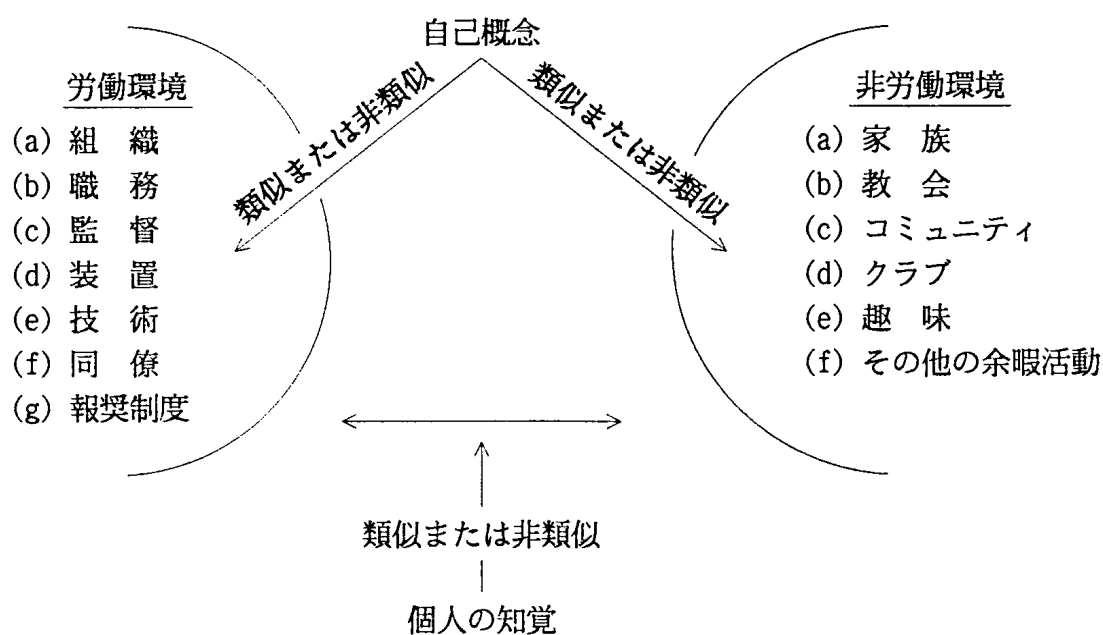 自己概念
類似または非類似
類似または非類似
労働環境
(a) 組　織
(b) 職　務
(c) 監　督
(d) 装　置
(e) 技　術
(f) 同　僚
(g) 報奨制度
非労働環境
(a) 家　族
(b) 教　会
(c) コミュニティ
(d) クラブ
(e) 趣　味
(f) その他の余暇活動
類似または非類似
個人の知覚